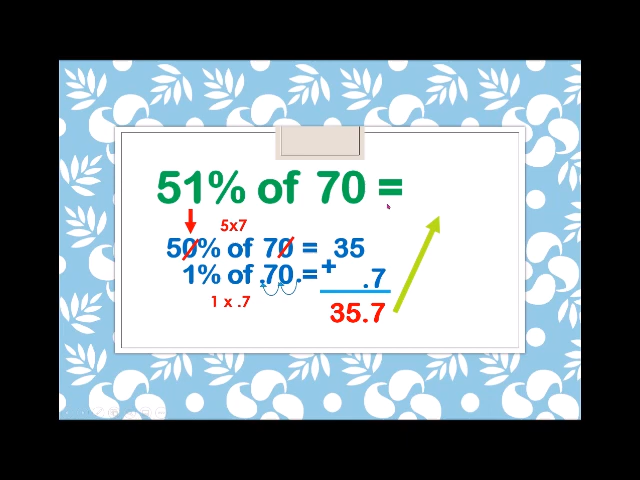 51% of 70 =
5x7
50% of 70 = 35
1% of .70. = + .7
1 x .7
35.7